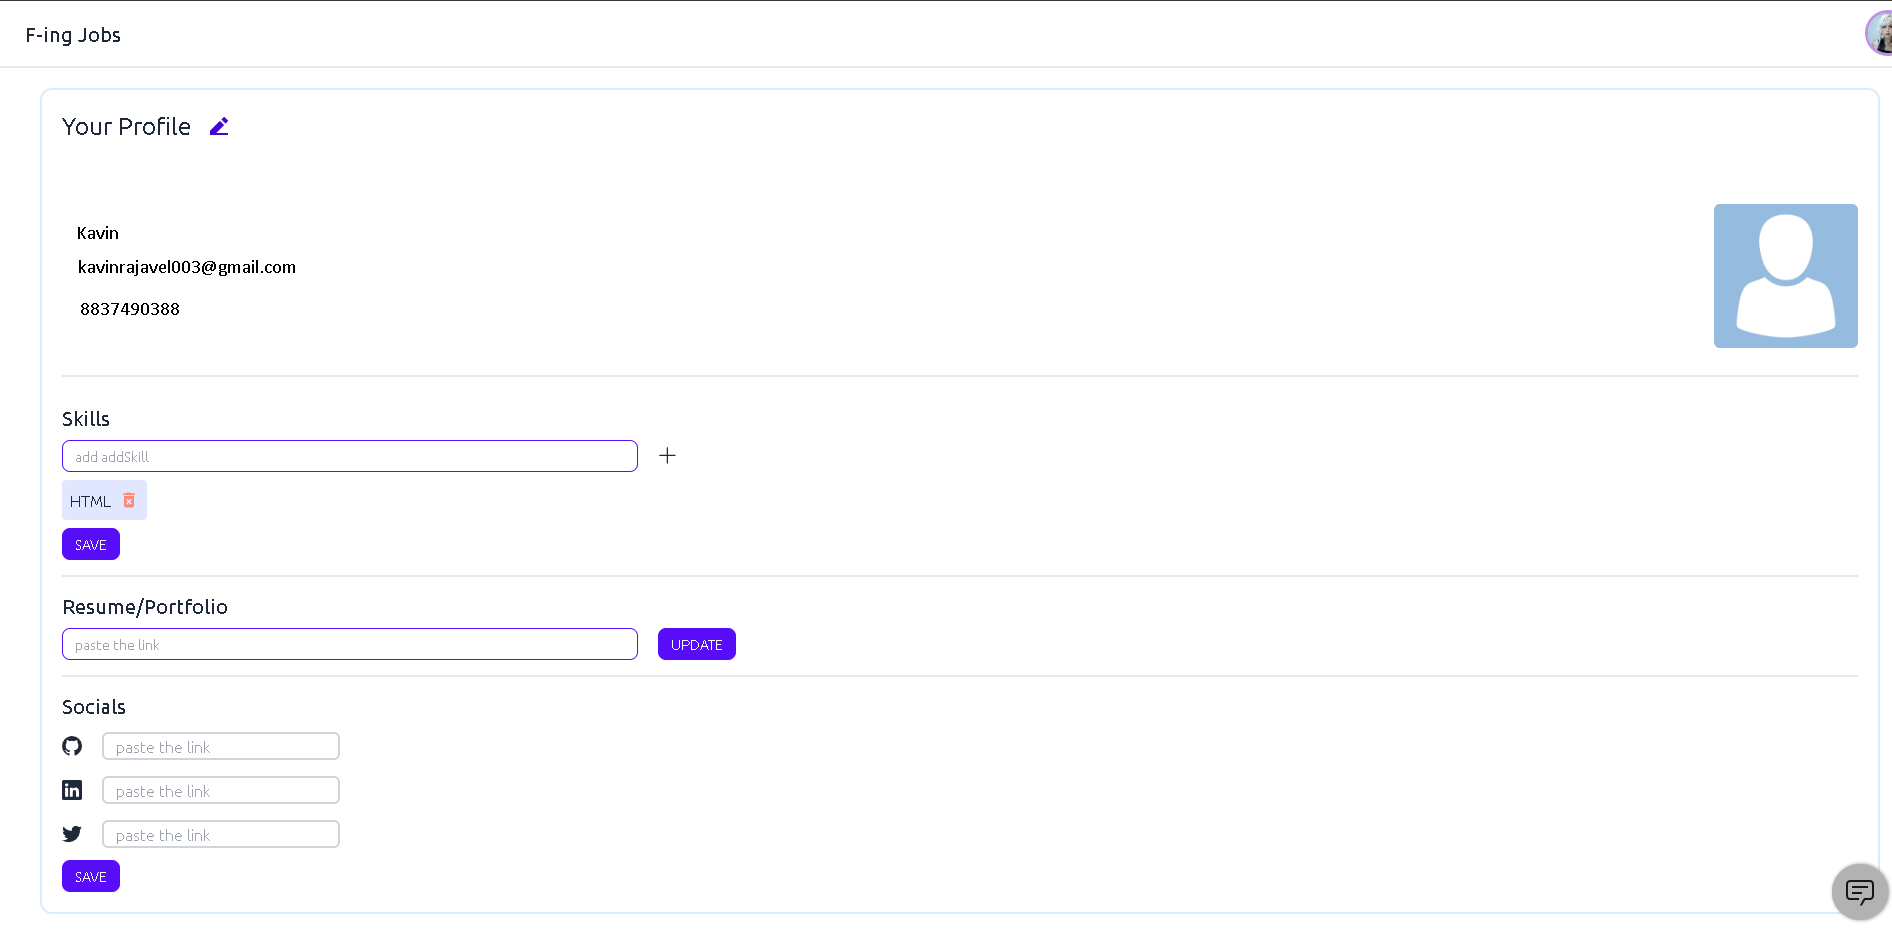 F-ing Jobs
Your Profile
Kavin
kavinrajavel003@gmail.com
8837490388
Skills
add addSkill
HTML
SAVE
Resume/Portfolio
paste the link
UPDATE
Socials
paste the link
in paste the link
paste the link
SAVE